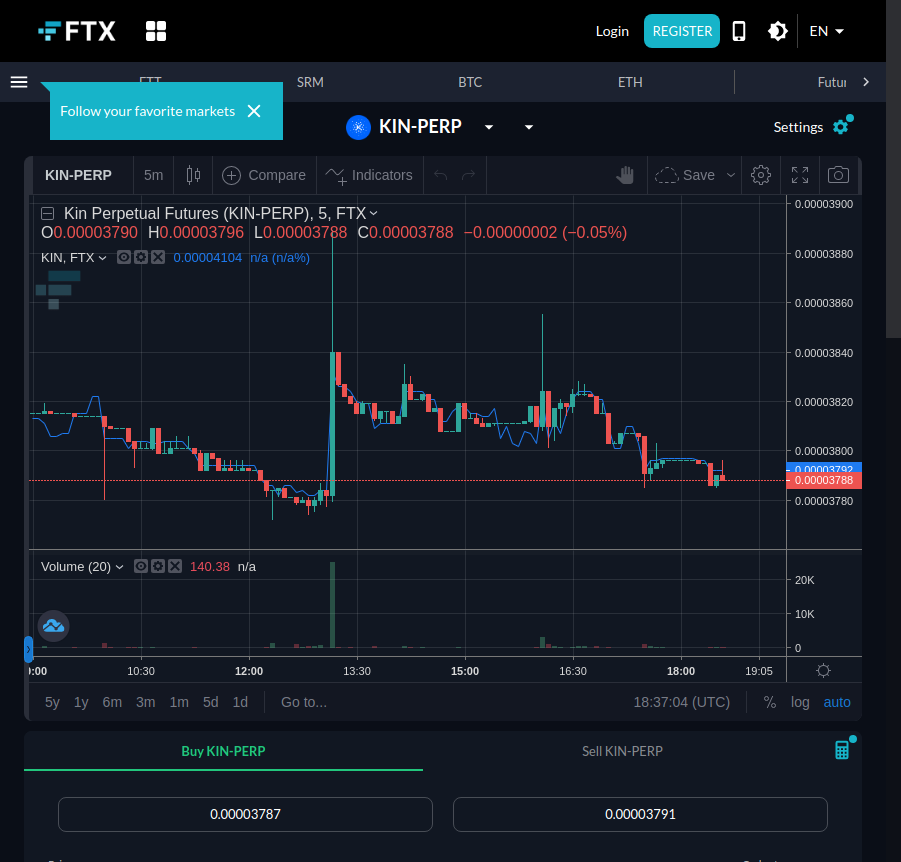 FTX
Login
REGISTER
EN
FTT
SRM
BTC
ETH
Futur
Follow your favorite markets
KIN-PERP
Settings
KIN-PERP
5m
Compare
Indicators
Save
Kin Perpetual Futures (KIN-PERP), 5, FTX
O0.00003790 H0.00003796 L0.00003788 C0.00003788 −0.00000002 (−0.05%)
KIN, FTX 0.00004104 n/a (n/a%)
0.00003900
0.00003880
0.00003860
0.00003840
0.00003820
0.00003800
0.00003792
0.00003788
0.00003780
Volume (20) 140.38 n/a
20K
10K
0
9:00
10:30
12:00
13:30
15:00
16:30
18:00
19:05
5y 1y 6m 3m 1m 5d 1d Go to...
18:37:04 (UTC) % log auto
Buy KIN-PERP
Sell KIN-PERP
0.00003787
0.00003791